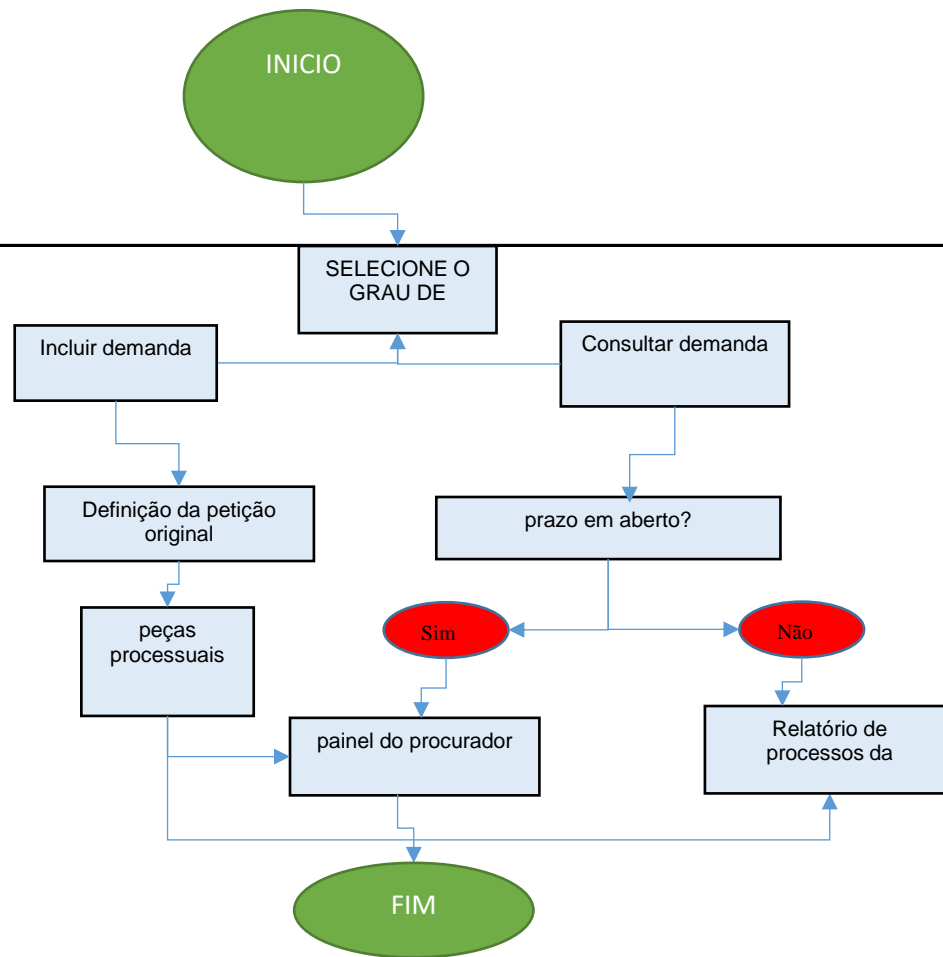 INICIO
SELECIONE O
GRAU DE
Incluir demanda
Consultar demanda
Definição da petição
original
prazo em aberto?
peças
processuais
Sim
Não
painel do procurador
Relatório de
processos da
FIM